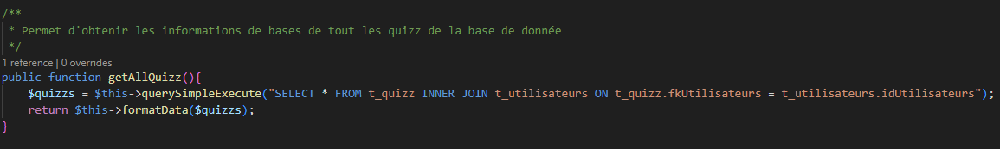 /**
 * Permet d'obtenir les informations de bases de tout les quizz de la base de donnée
 */
1 reference | 0 overrides
public function getAllQuizz(){
    $quizzs = $this->querySimpleExecute("SELECT * FROM t_quizz INNER JOIN t_utilisateurs ON t_quizz.fkUtilisateurs = t_utilisateurs.idUtilisateurs");
    return $this->formatData($quizzs);
}